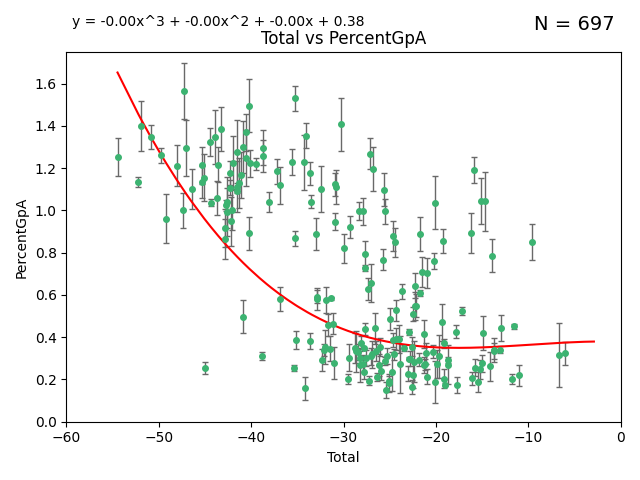 y = -0.00x^3 + -0.00x^2 + -0.00x + 0.38
N = 697
Total vs PercentGpA
PercentGpA
1.6
1.4
1.2
1.0
0.8
0.6
0.4
0.2
0.0
−60 −50 −40 −30 −20 −10 0
Total